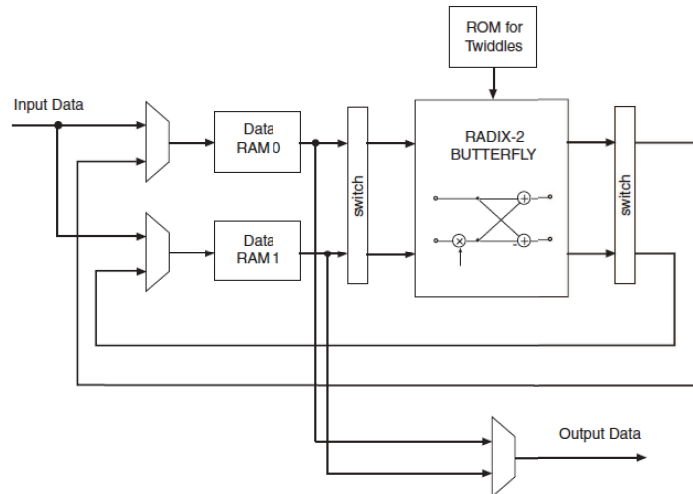 ROM for
Twiddles
Input Data
Data
RAM 0
switch
RADIX-2
BUTTERFLY
switch
Data
RAM 1
Output Data